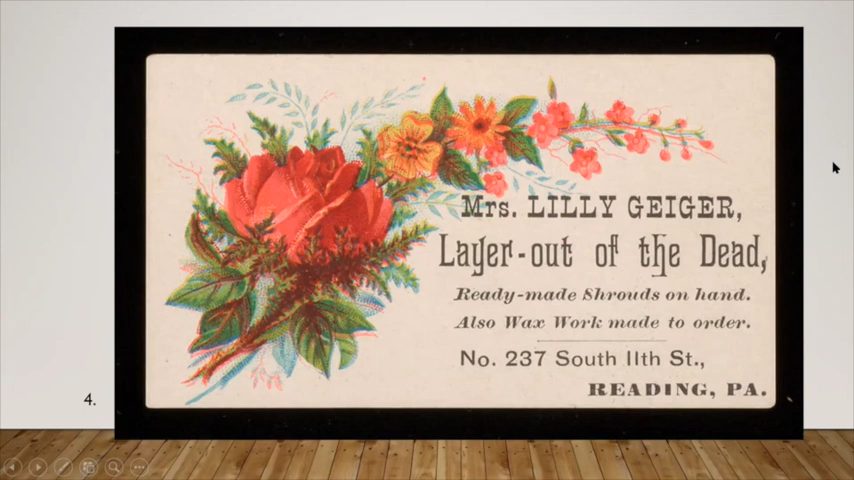 Mrs. LILLY GEIGER,
Layer-out of the Dead,
Ready-made Shrouds on hand.
Also Wax Work made to order.
No. 237 South 11th St.,
READING, PA.
4.